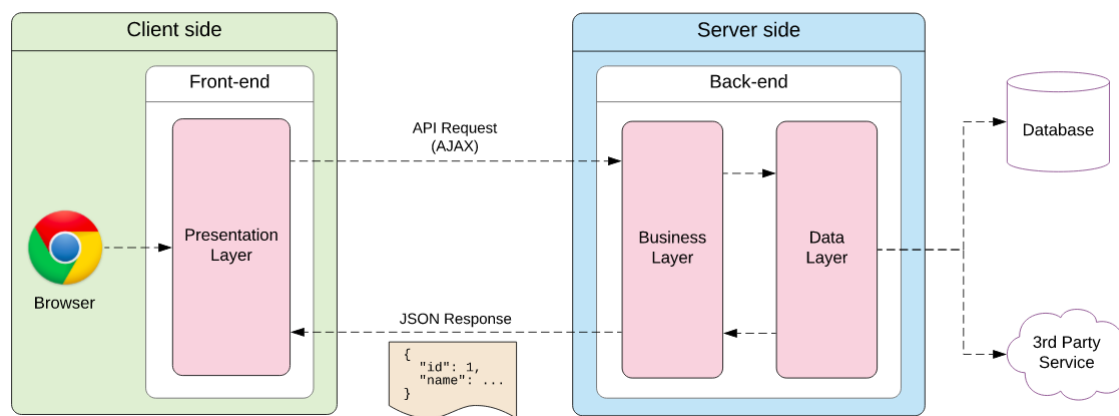 Client side
Front-end
Presentation
Layer
Browser
API Request
(AJAX)
JSON Response
{
"id": 1,
"name": ...
}
Server side
Back-end
Business
Layer
Data
Layer
Database
3rd Party
Service